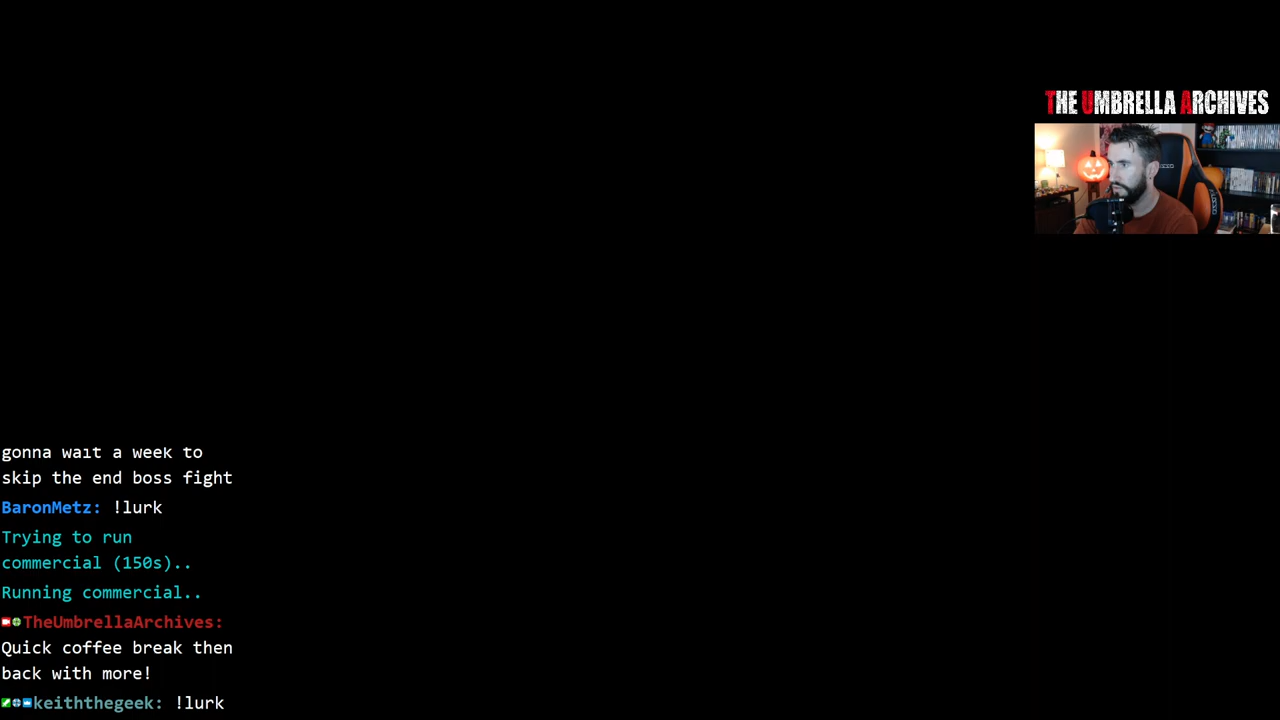 THE UMBRELLA ARCHIVES
gonna wait a week to
skip the end boss fight
BaronMetz: !lurk
Trying to run
commercial (150s)..
Running commercial..
TheUmbrellaArchives:
Quick coffee break then
back with more!
keiththegeek: !lurk